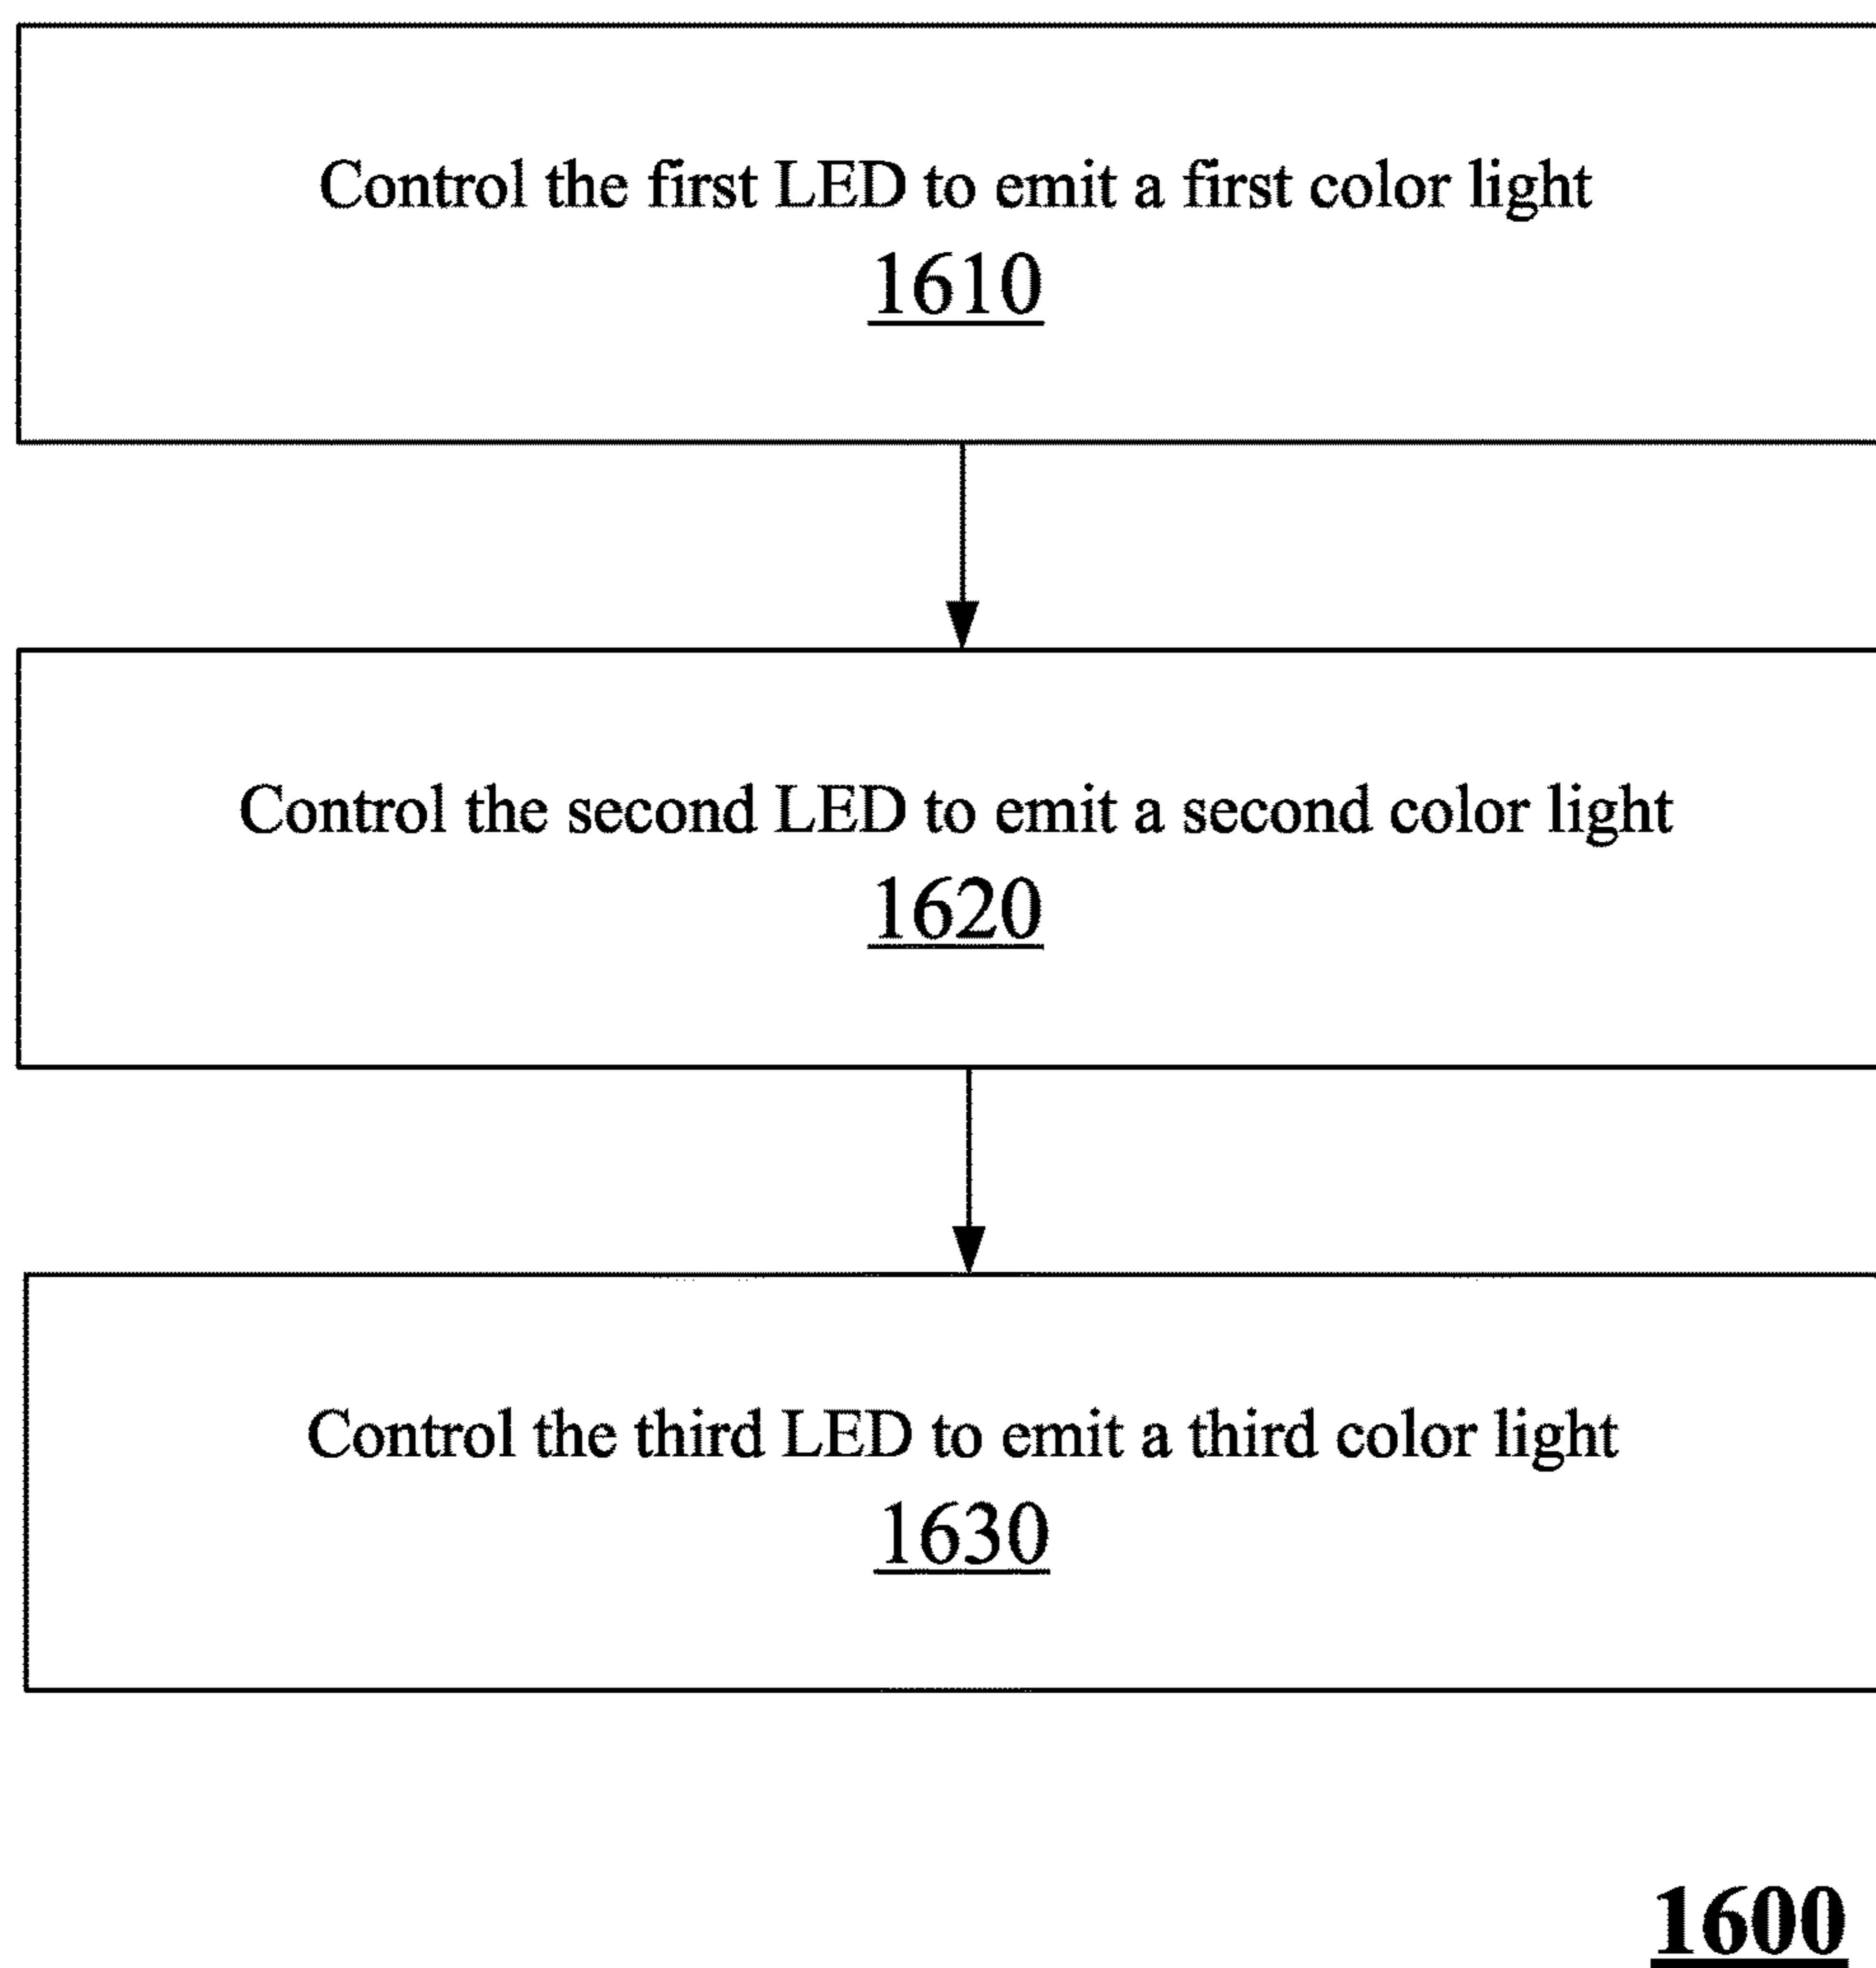 Control the first LED to emit a first color light
1610
Control the second LED to emit a second color light
1620
Control the third LED to emit a third color light
1630
1600